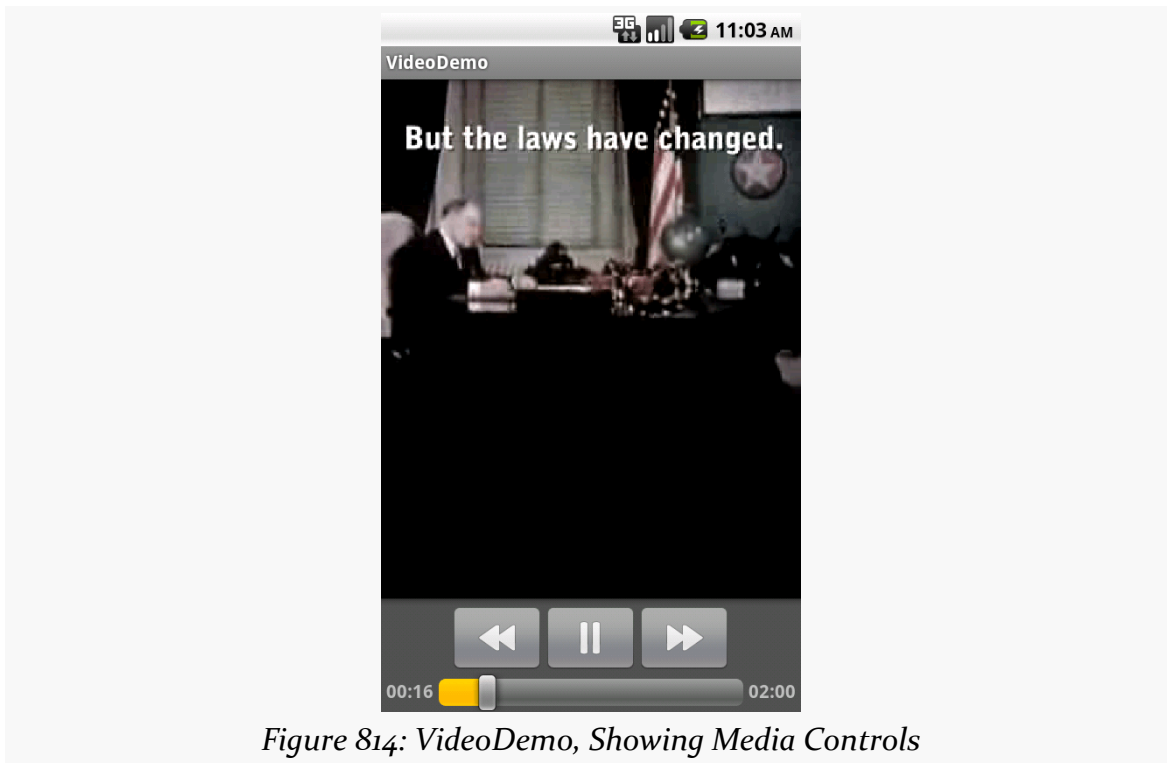 3G 11:03 AM
VideoDemo
But the laws have changed.
00:16 02:00
Figure 814: VideoDemo, Showing Media Controls